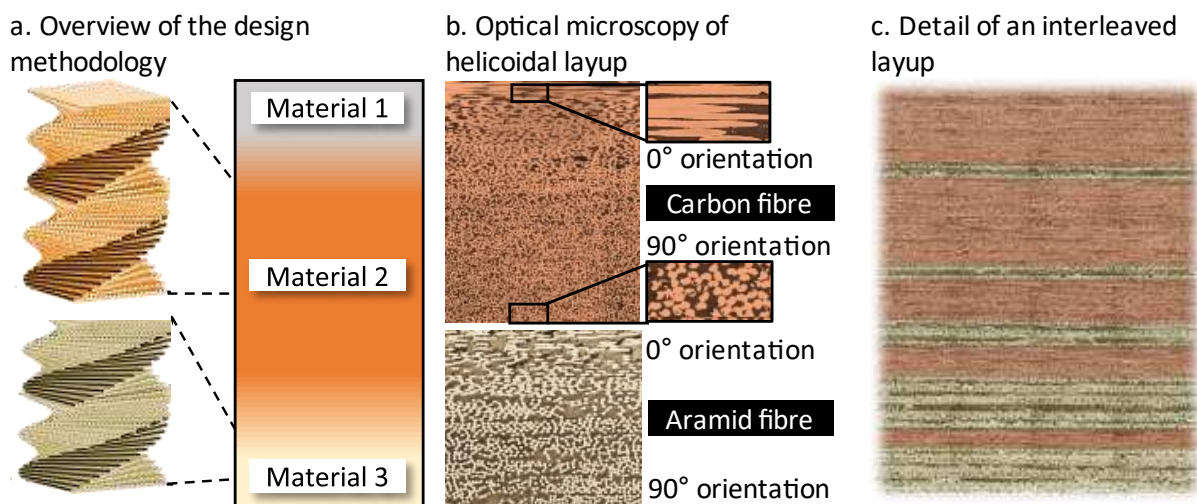 a. Overview of the design
methodology
Material 1
Material 2
Material 3
b. Optical microscopy of
helicoidal layup
0° orientation
Carbon fibre
90° orientation
0° orientation
Aramid fibre
90° orientation
c. Detail of an interleaved
layup